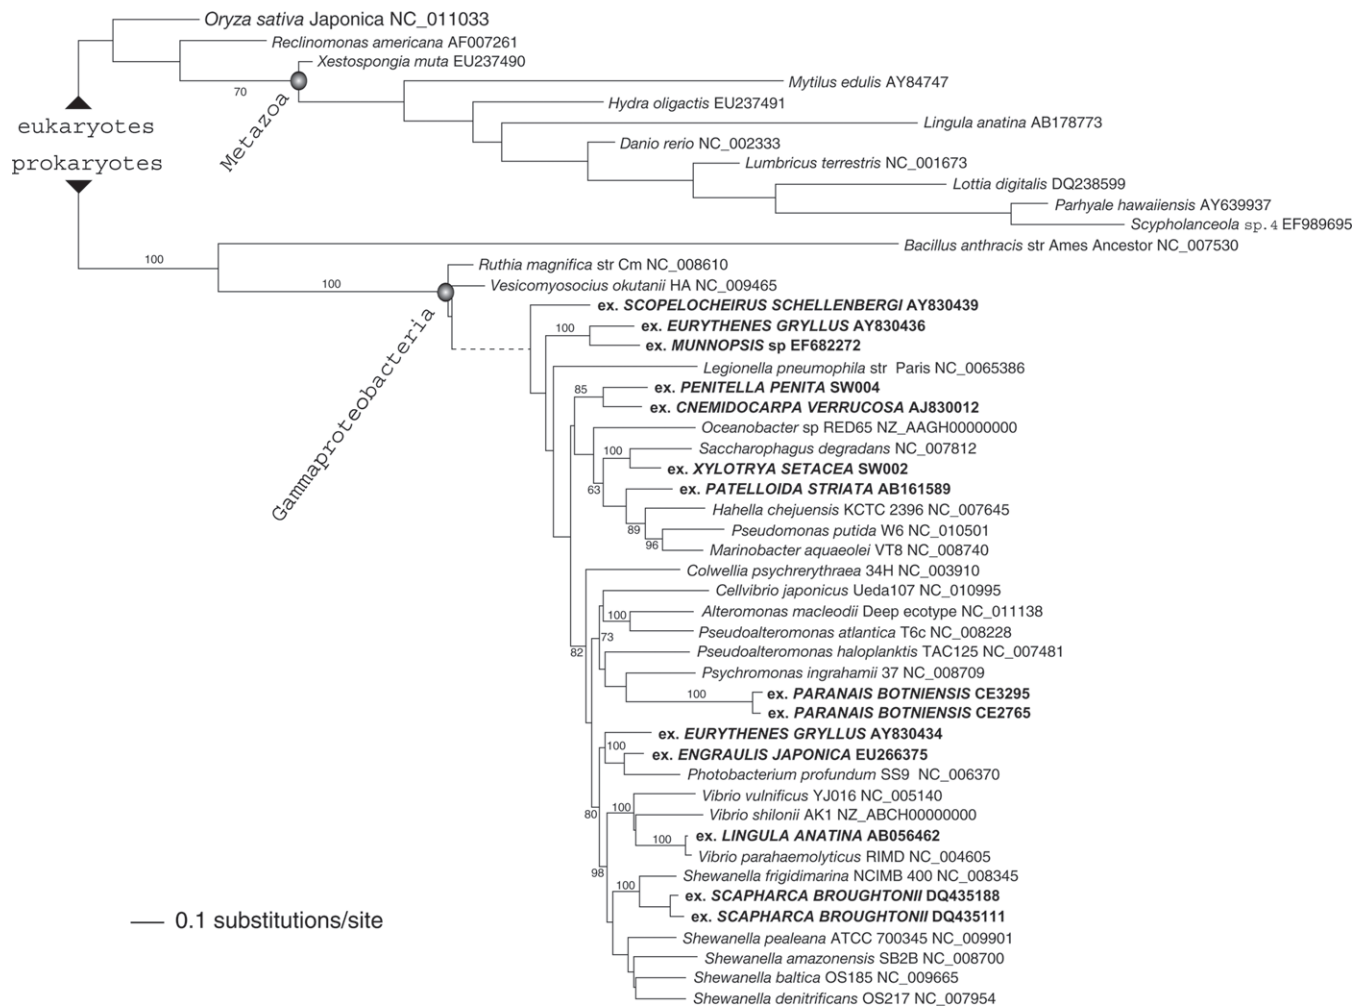 Oryza sativa Japonica NC_011033
Reclinomonas americana AF007261
Xestospongia muta EU237490
70
Metazoa
Mytilus edulis AY84747
Hydra oligactis EU237491
Lingula anatina AB178773
eukaryotes
Danio rerio NC_002333
prokaryotes
Lumbricus terrestris NC_001673
Lottia digitalis DQ238599
Parhyale hawaiiensis AY639937
Scypholanceola sp.4 EF989695
100
Bacillus anthracis str Ames Ancestor NC_007530
Ruthia magnifica str Cm NC_008610
100
Vesicomyosocius okutanii HA NC_009465
Gammaproteobacteria
ex. SCOPELOCHEIRUS SCHELLENBERGI AY830439
100
ex. EURYTHENES GRYLLUS AY830436
ex. MUNNOPSIS sp EF682272
Legionella pneumophila str Paris NC_0065386
85
ex. PENITELLA PENITA SW004
ex. CNEMIDOCARPA VERRUCOSA AJ830012
Oceanobacter sp RED65 NZ_AAGH00000000
100
Saccharophagus degradans NC_007812
ex. XYLOTRYA SETACEA SW002
63
ex. PATELLOIDA STRIATA AB161589
Hahella chejuensis KCTC 2396 NC_007645
89
Pseudomonas putida W6 NC_010501
96
Marinobacter aquaeolei VT8 NC_008740
Colwellia psychrerythraea 34H NC_003910
Cellvibrio japonicus Ueda107 NC_010995
100
Alteromonas macleodii Deep ecotype NC_011138
Pseudoalteromonas atlantica T6c NC_008228
73
82
Pseudoalteromonas haloplanktis TAC125 NC_007481
Psychromonas ingrahamii 37 NC_008709
100
ex. PARANAIS BOTNIENSIS CE3295
ex. PARANAIS BOTNIENSIS CE2765
ex. EURYTHENES GRYLLUS AY830434
100
ex. ENGRAULIS JAPONICA EU266375
Photobacterium profundum SS9 NC_006370
Vibrio vulnificus YJ016 NC_005140
80
100
Vibrio shilonii AK1 NZ_ABCH00000000
ex. LINGULA ANATINA AB056462
100
Vibrio parahaemolyticus RIMD NC_004605
98
Shewanella frigidimarina NCIMB 400 NC_008345
100
ex. SCAPHARCA BROUGHTONII DQ435188
ex. SCAPHARCA BROUGHTONII DQ435111
0.1 substitutions/site
Shewanella pealeana ATCC 700345 NC_009901
Shewanella amazonensis SB2B NC_008700
Shewanella baltica OS185 NC_009665
Shewanella denitrificans OS217 NC_007954